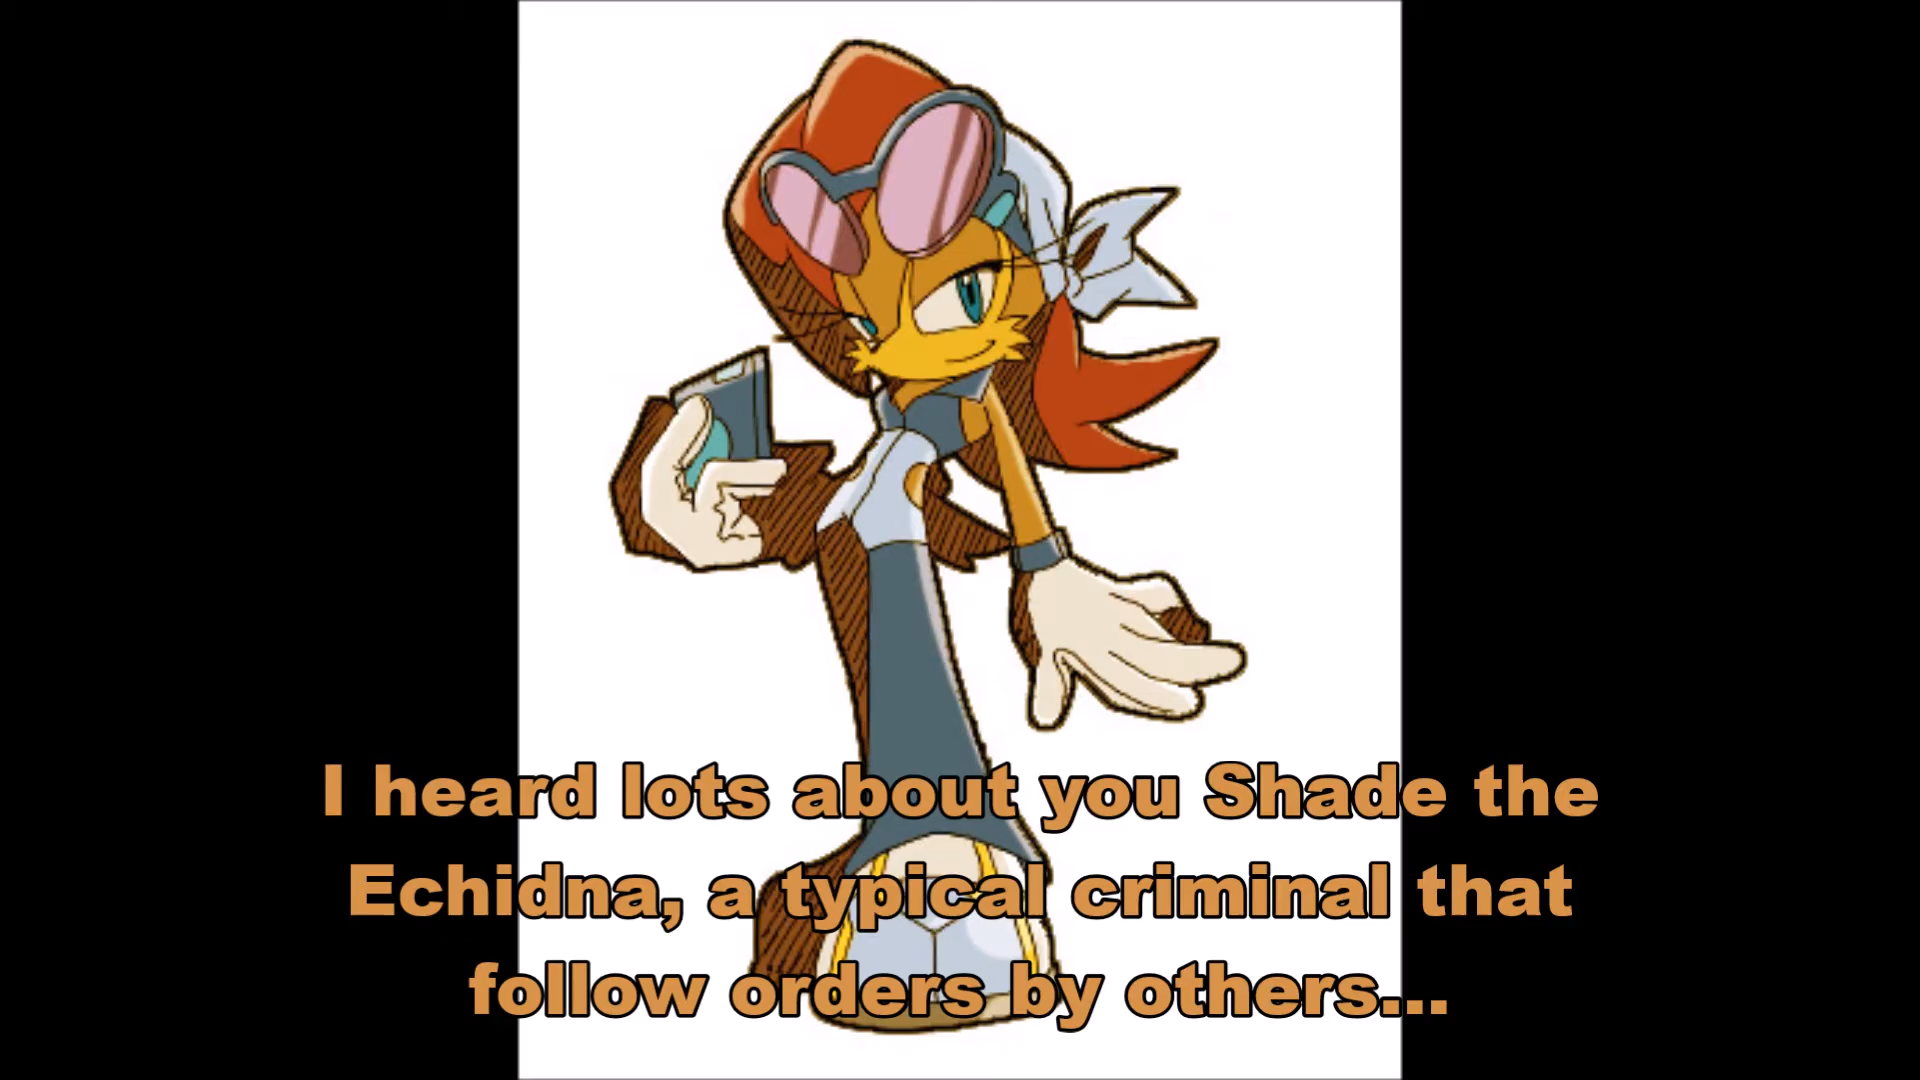 I heard lots about you Shade the
Echidna, a typical criminal that
follow orders by others...